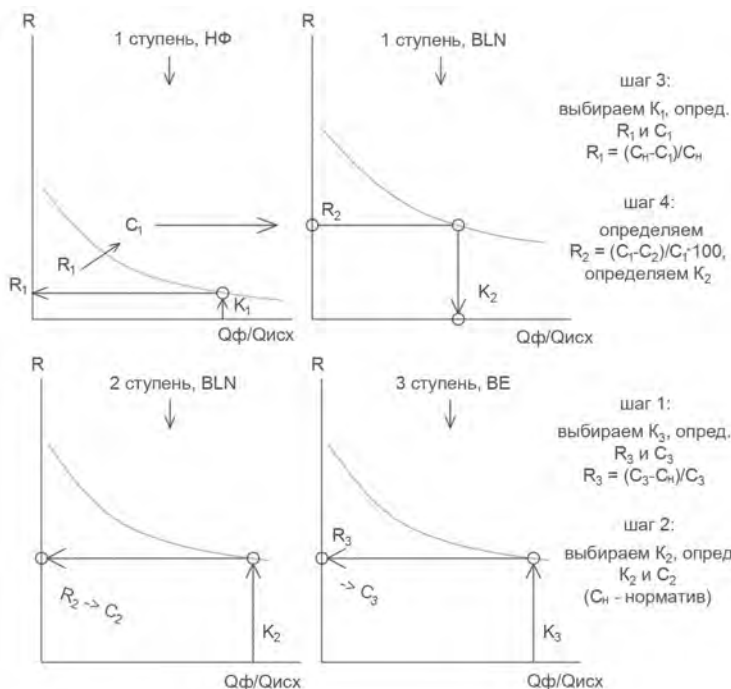 R
1 ступень, НФ
R₁
C₁
R₁
K₁
Qф/Qисх
R
1 ступень, BLN
R₂
K₂
Qф/Qисх
шаг 3:
выбираем K₁, опред.
R₁ и C₁
R₁ = (Cн-C₁)/Cн
шаг 4:
определяем
R₂ = (C₁-C₂)/C₁·100,
определяем K₂
R
2 ступень, BLN
R₂ -> C₂
K₂
Qф/Qисх
R
3 ступень, BE
R₃
-> C₃
K₃
Qф/Qисх
шаг 1:
выбираем K₃, опред.
R₃ и C₃
R₃ = (C₃-Cн)/C₃
шаг 2:
выбираем K₂, опред
K₂ и C₂
(Cн - норматив)